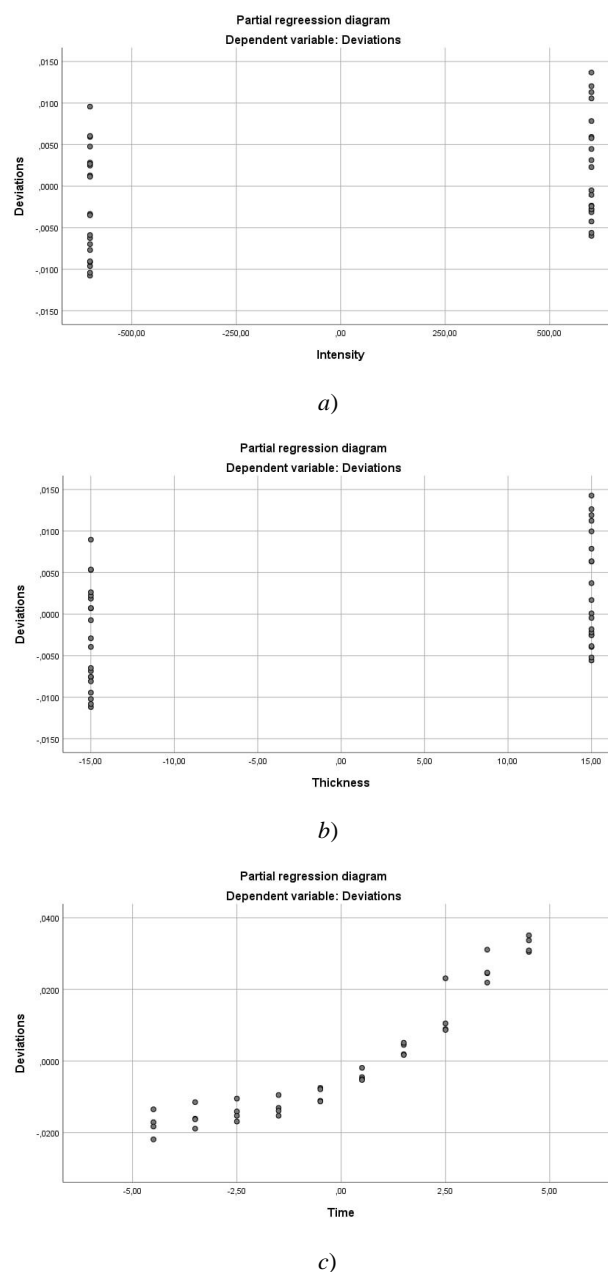 Partial regreession diagram
Dependent variable: Deviations
,0150
,0100
,0050
,0000
-,0050
-,0100
-,0150
Deviations
-500,00 -250,00 ,00 250,00 500,00
Intensity
a)
Partial regression diagram
Dependent variable: Deviations
,0150
,0100
,0050
,0000
-,0050
-,0100
-,0150
Deviations
-15,00 -10,00 -5,00 ,00 5,00 10,00 15,00
Thickness
b)
Partial regression diagram
Dependent variable: Deviations
,0400
,0200
,0000
-,0200
Deviations
-5,00 -2,50 ,00 2,50 5,00
Time
c)